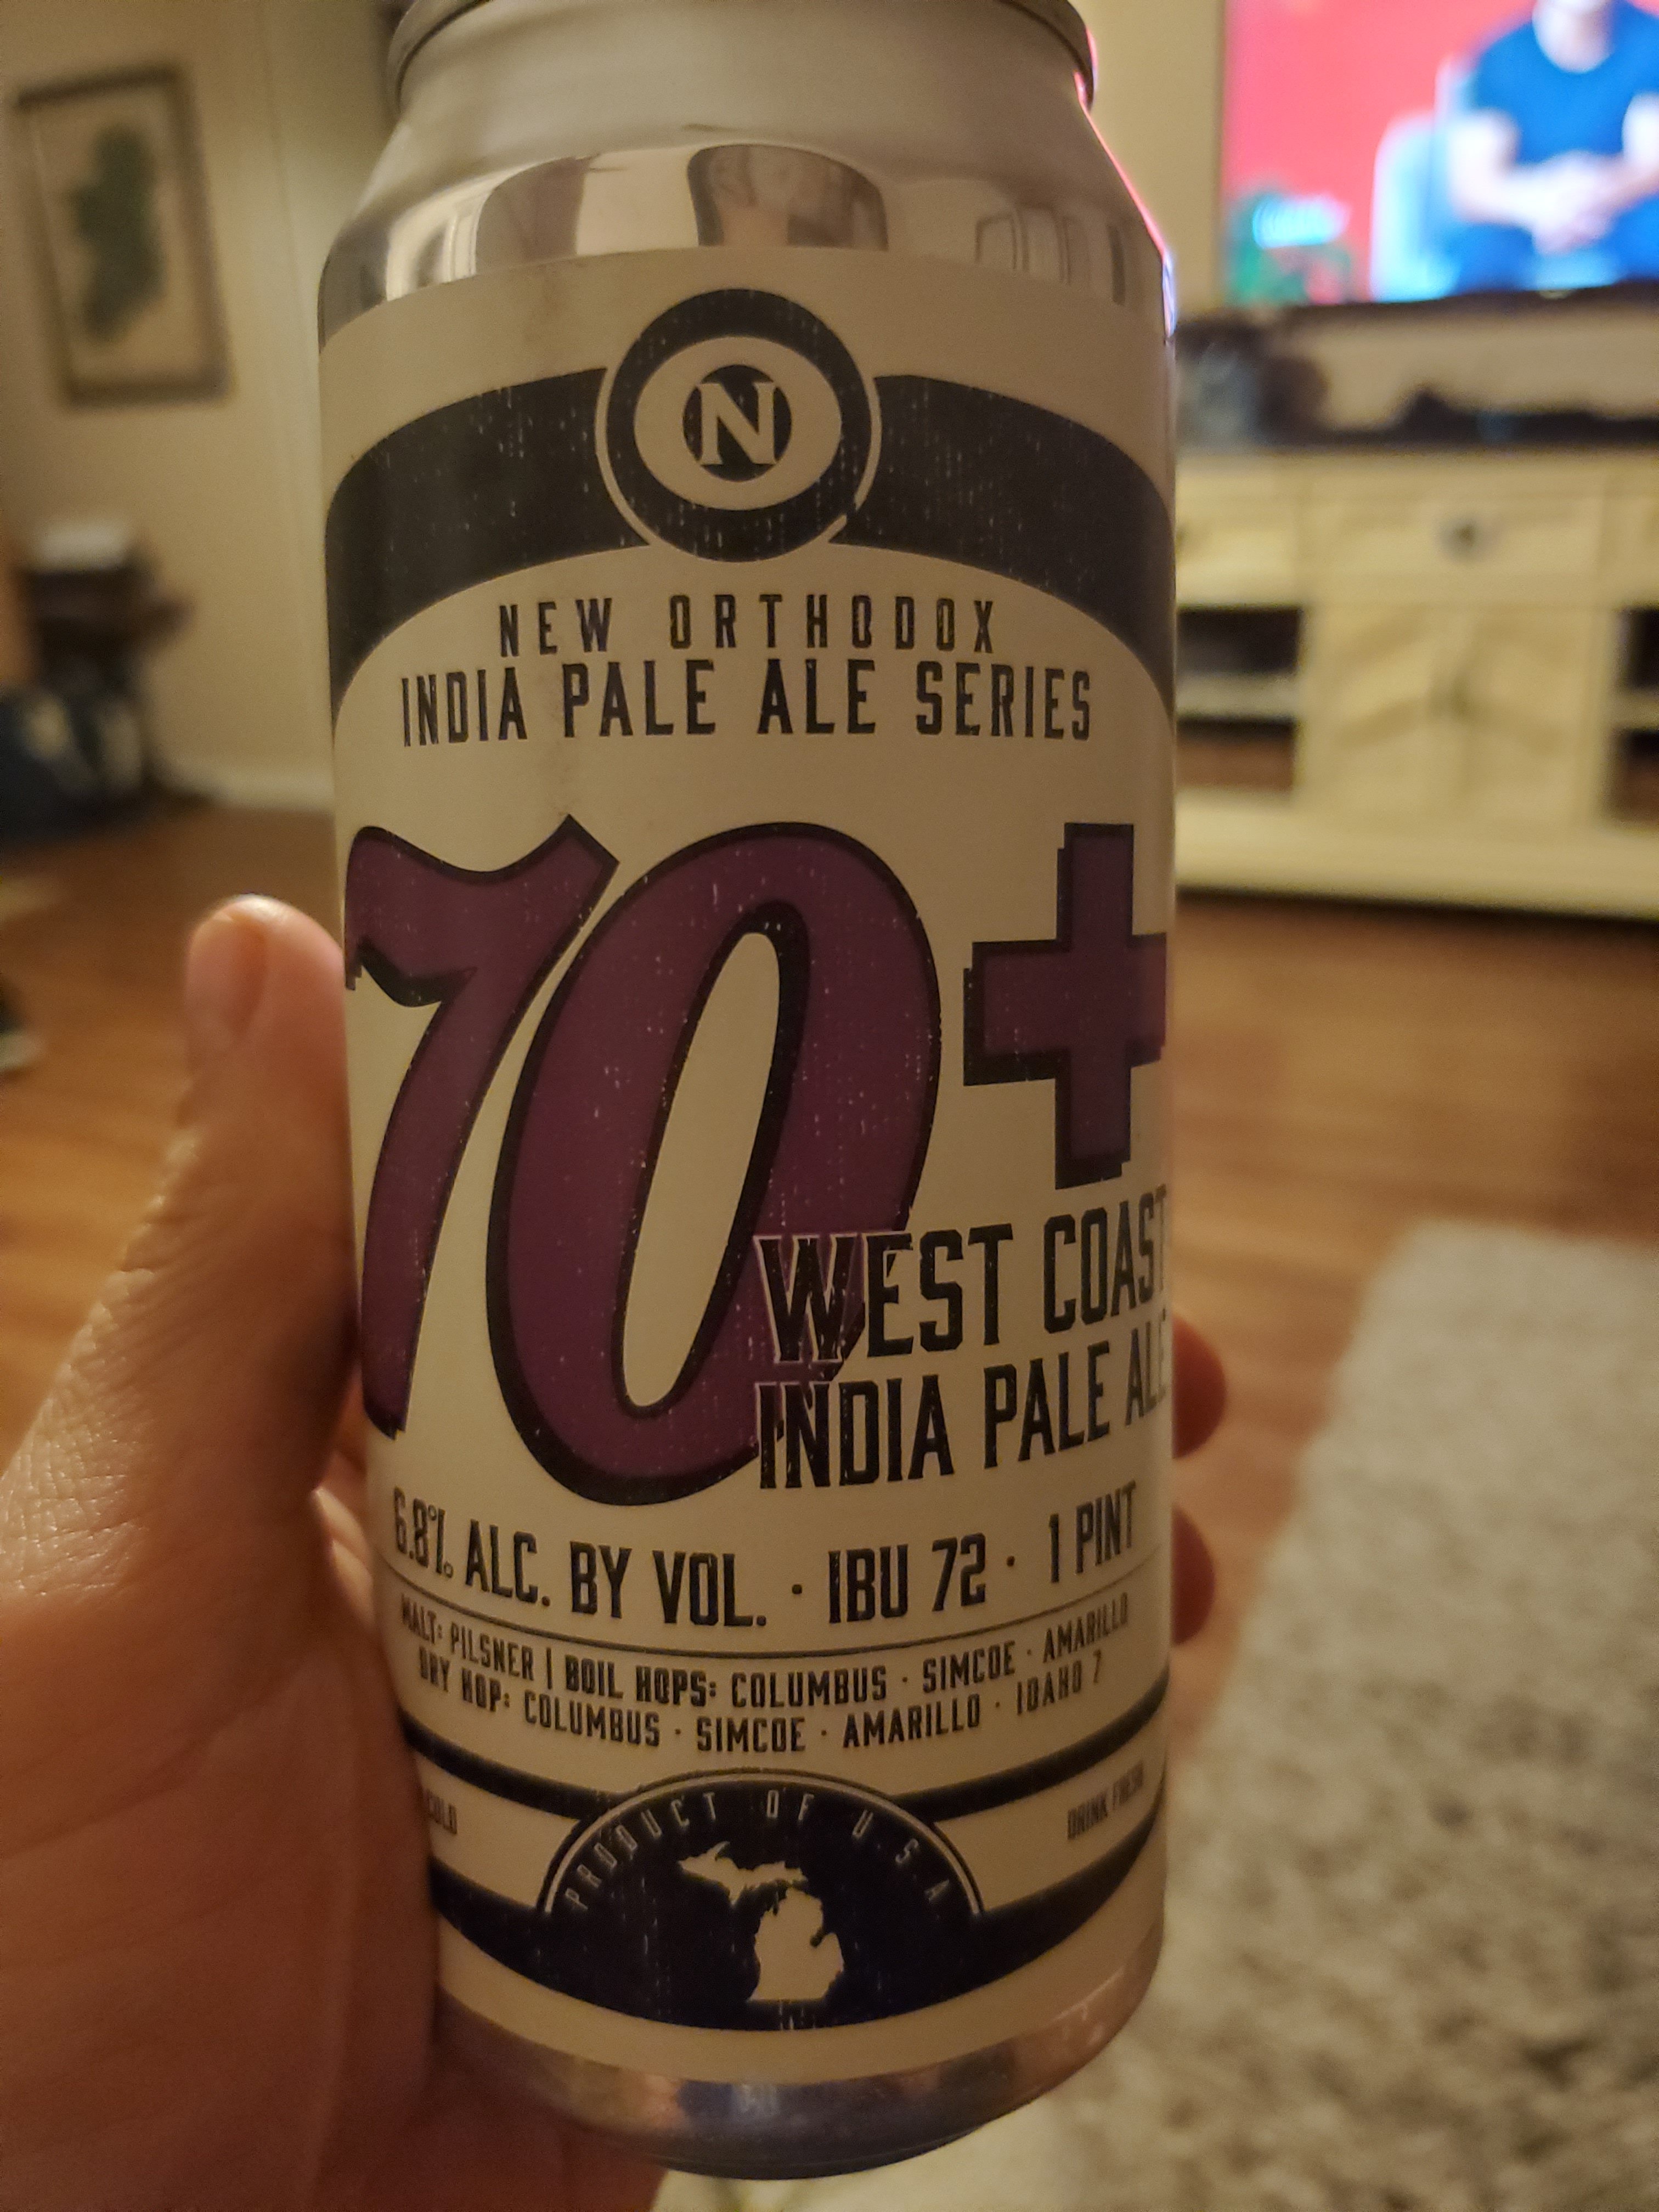 N
NEW ORTHODOX
INDIA PALE ALE SERIES
70+
WEST COAST
INDIA PALE ALE
6.8% ALC. BY VOL. · IBU 72 · 1 PINT
MALT: PILSNER | BOIL HOPS: COLUMBUS · SIMCOE · AMARILLO
DRY HOP: COLUMBUS · SIMCOE · AMARILLO · IDAHO 7
COLD
DRINK FRESH
PRODUCT OF U.S.A